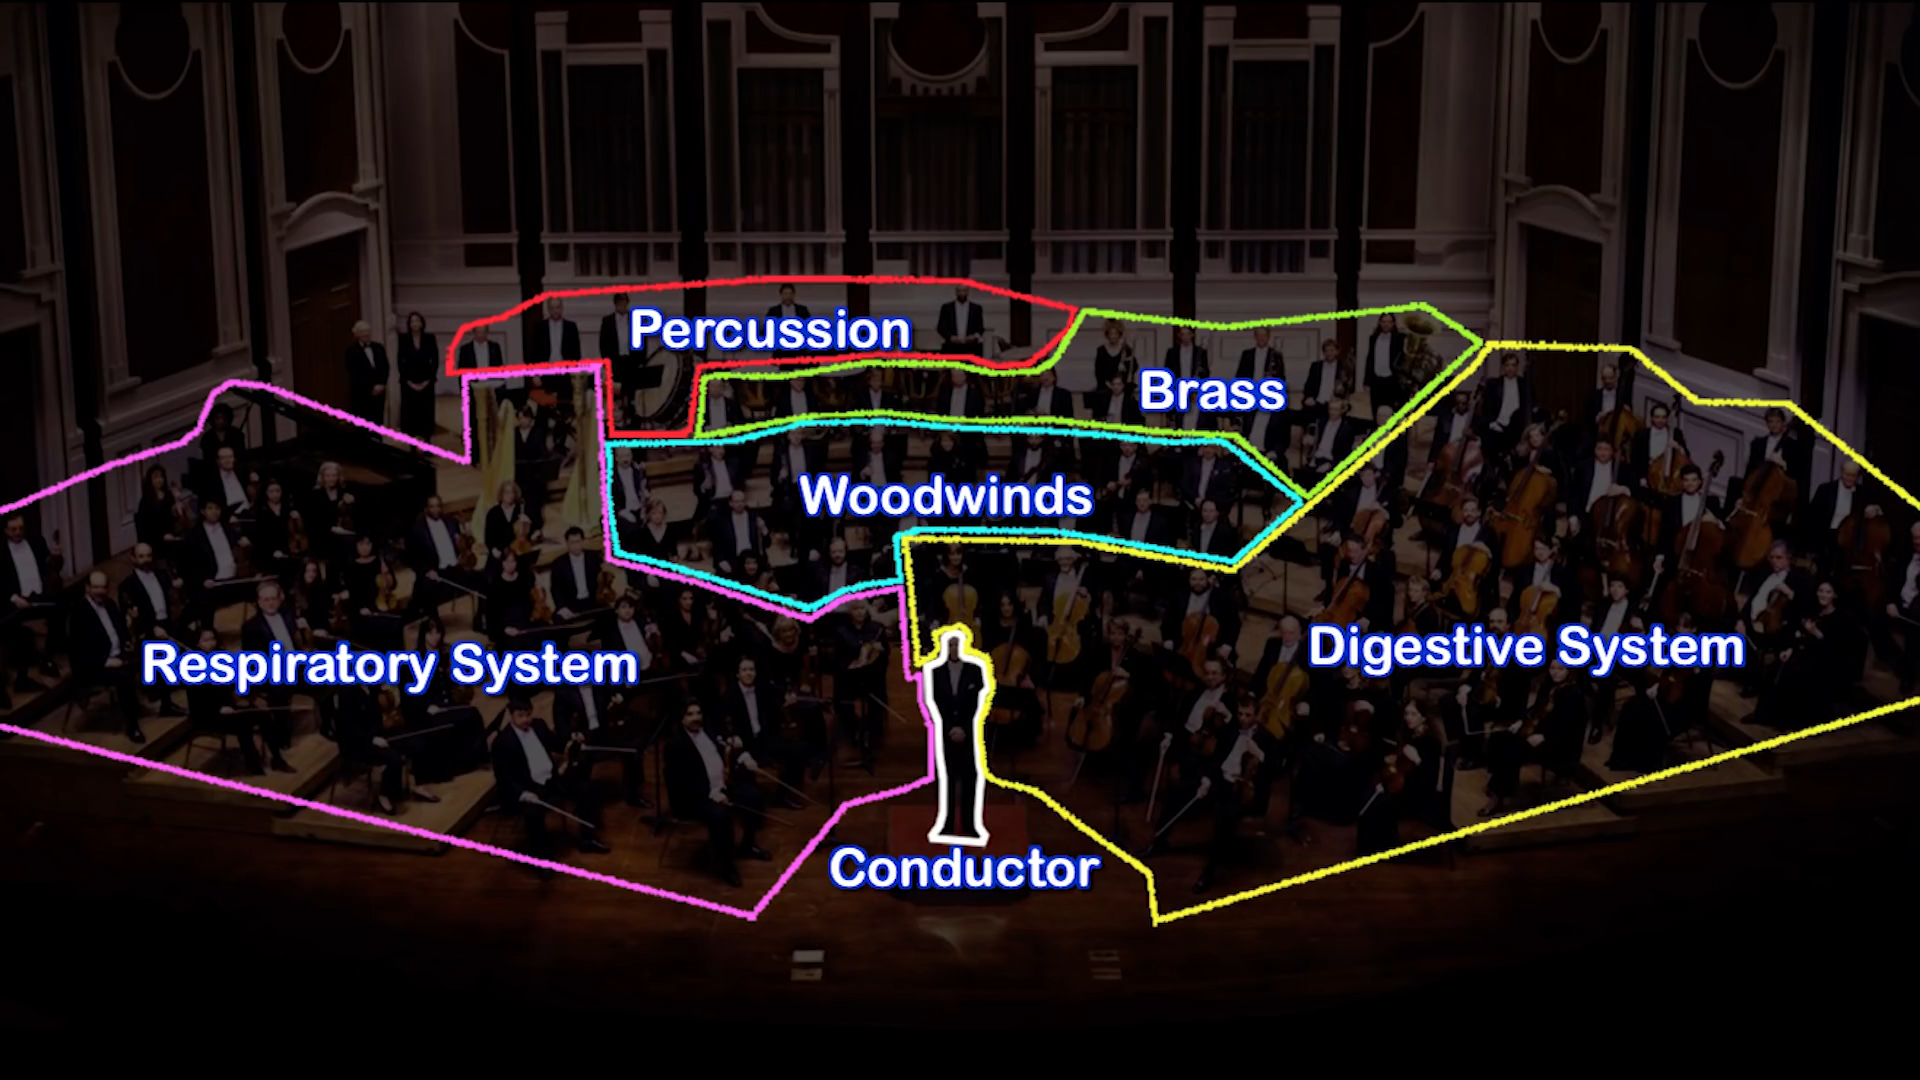 Percussion
Brass
Woodwinds
Respiratory System
Digestive System
Conductor